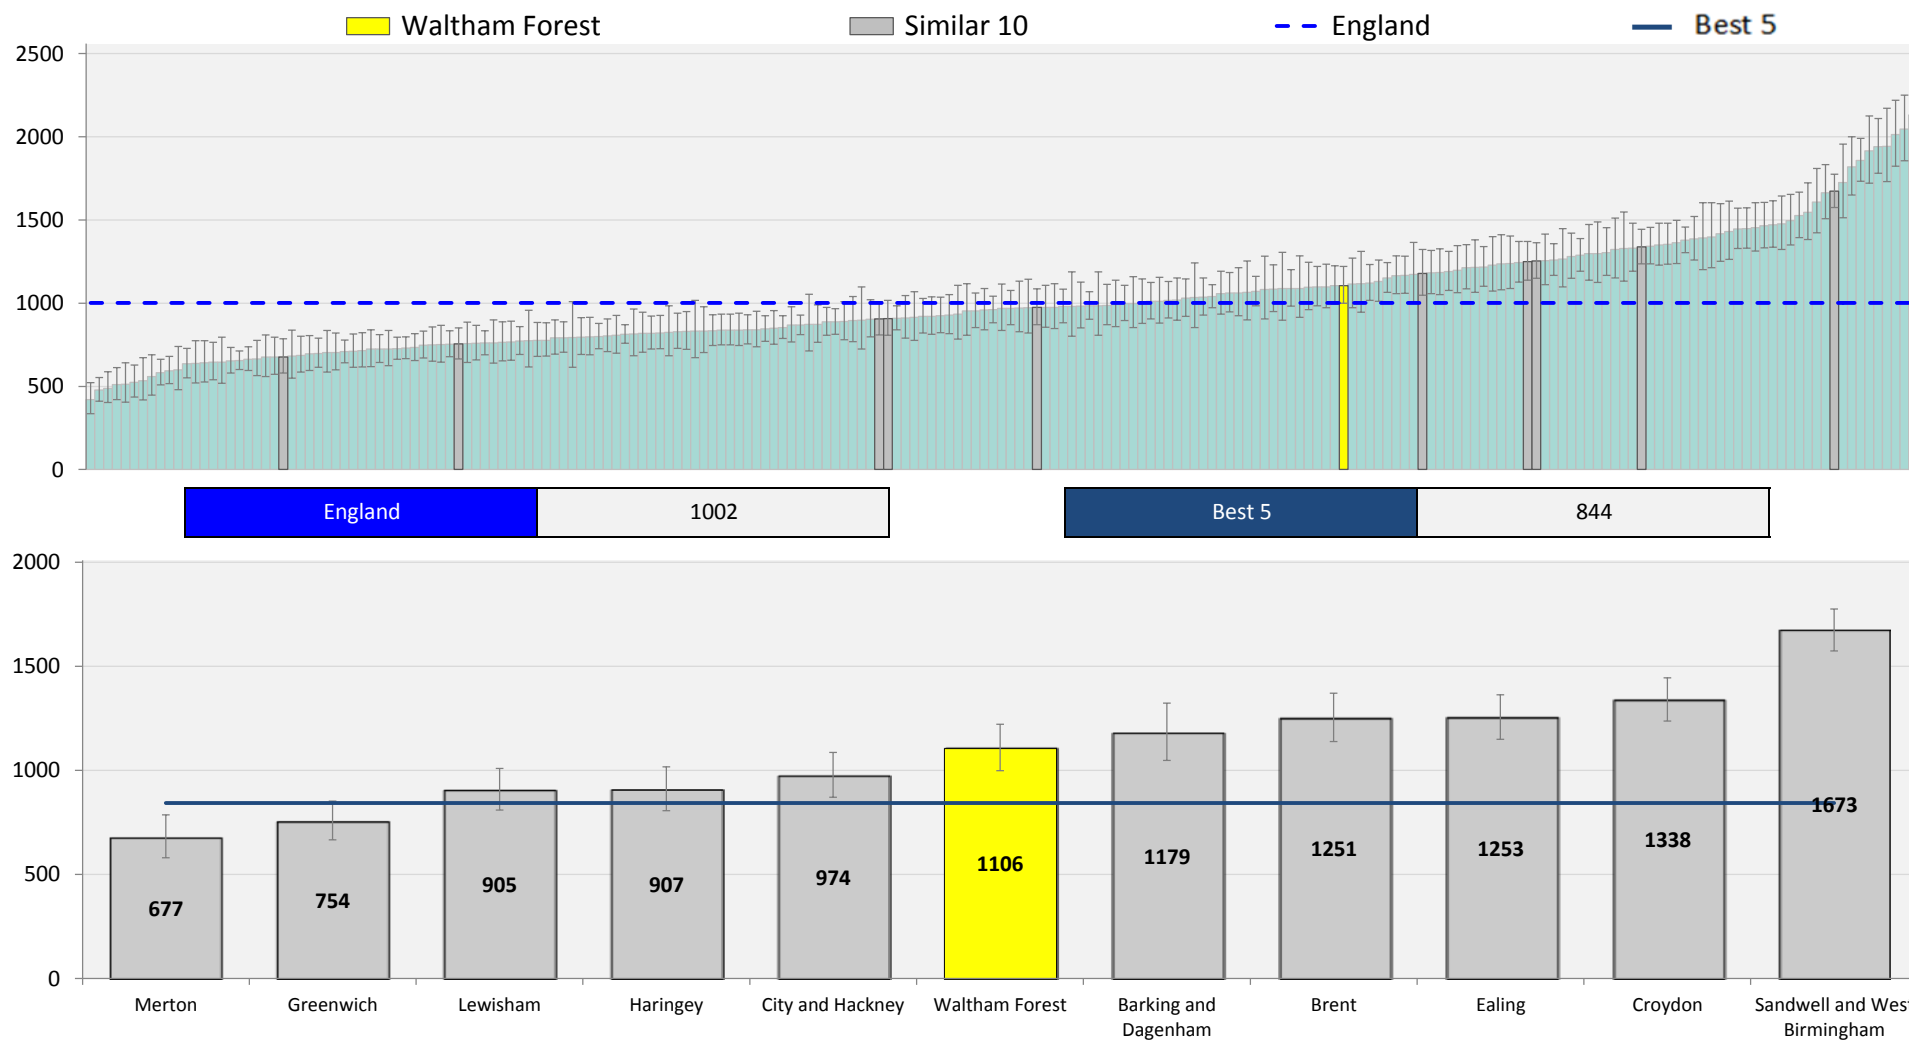 Waltham Forest Similar 10 England Best 5
2500
2000
1500
1000
500
0
England 1002 Best 5 844
2000
1500
1000
500
0
677 754 905 907 974 1106 1179 1251 1253 1338 1673
Merton Greenwich Lewisham Haringey City and Hackney Waltham Forest Barking and Dagenham Brent Ealing Croydon Sandwell and West Birmingham